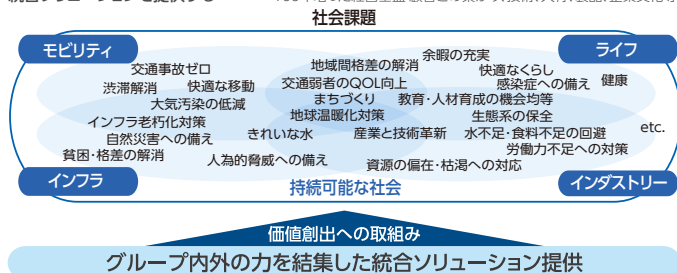 社会課題
モビリティ
ライフ
余暇の充実
地域間格差の解消
交通事故ゼロ
快適なくらし
渋滞解消
快適な移動
交通弱者のQOL向上
感染症への備え
健康
大気汚染の低減
まちづくり
教育・人材育成の機会均等
インフラ老朽化対策
地球温暖化対策
生態系の保全
自然災害への備え
きれいな水
産業と技術革新
水不足・食料不足の回避
etc.
貧困・格差の解消
人為的脅威への備え
労働力不足への対策
資源の偏在・枯渇への対応
インフラ
持続可能な社会
インダストリー
価値創出への取組み
グループ内外の力を結集した統合ソリューション提供